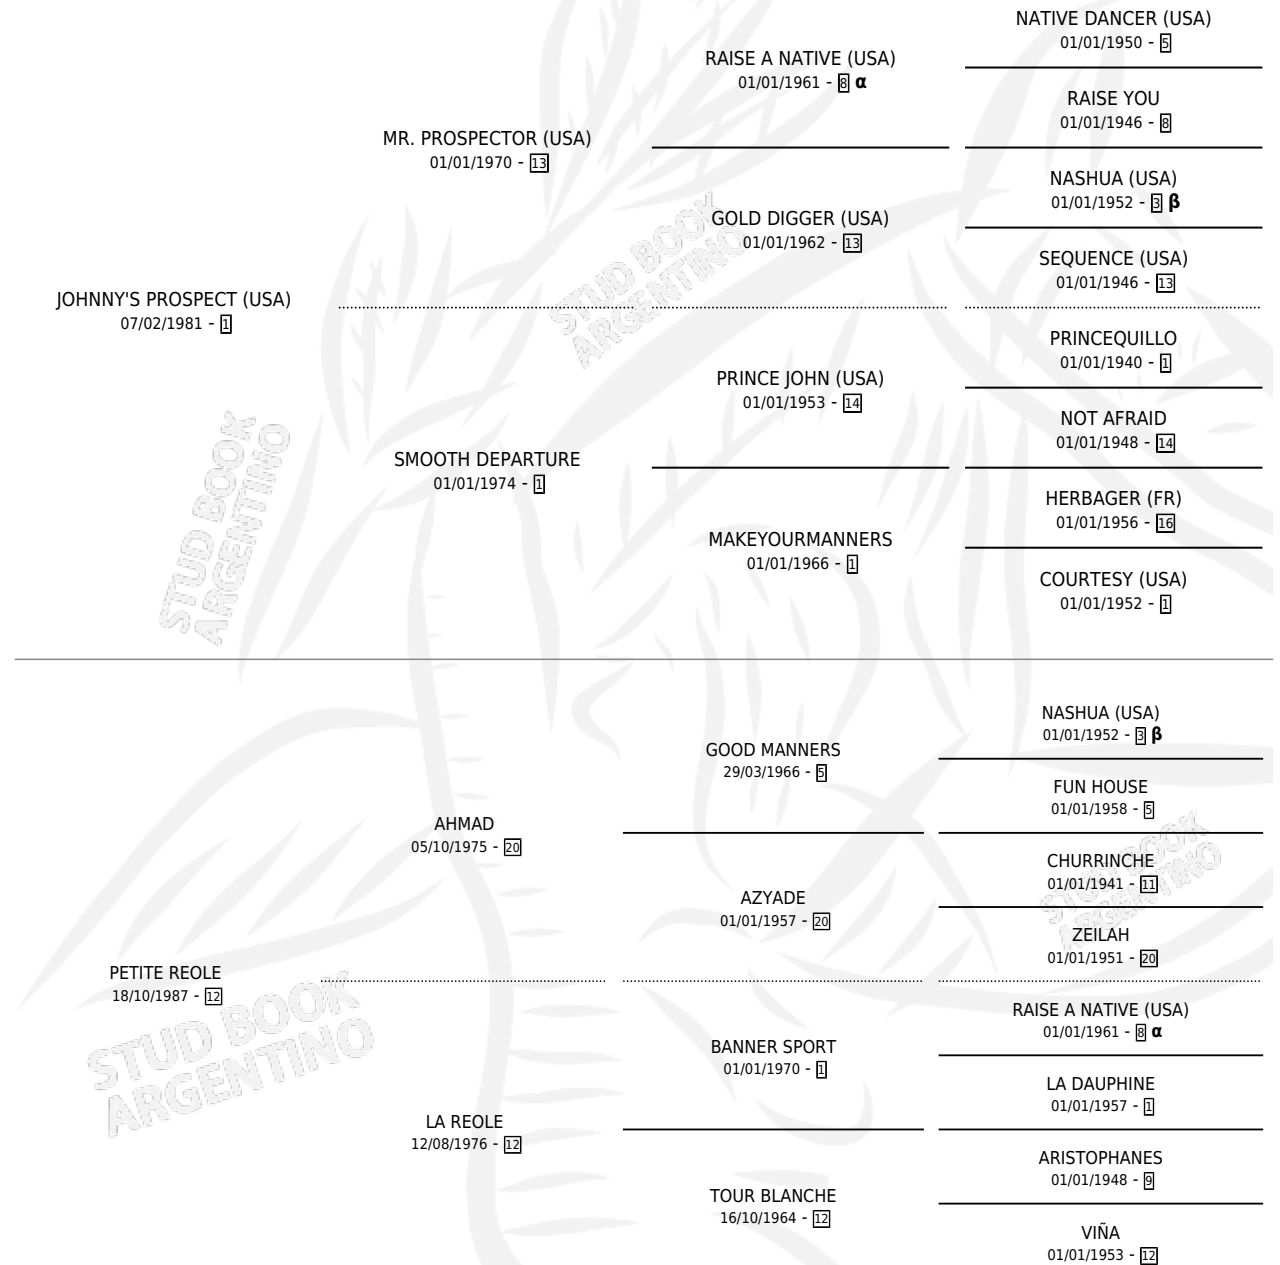 NATIVE DANCER (USA)
01/01/1950 - 5
RAISE A NATIVE (USA)
01/01/1961 - 8 α
RAISE YOU
01/01/1946 - 8
MR. PROSPECTOR (USA)
01/01/1970 - 13
NASHUA (USA)
01/01/1952 - 3 β
GOLD DIGGER (USA)
01/01/1962 - 13
SEQUENCE (USA)
01/01/1946 - 13
JOHNNY'S PROSPECT (USA)
07/02/1981 - 1
PRINCEQUILLO
01/01/1940 - 1
PRINCE JOHN (USA)
01/01/1953 - 14
NOT AFRAID
01/01/1948 - 14
SMOOTH DEPARTURE
01/01/1974 - 1
HERBAGER (FR)
01/01/1956 - 16
MAKEYOURMANNERS
01/01/1966 - 1
COURTESY (USA)
01/01/1952 - 1
NASHUA (USA)
01/01/1952 - 3 β
GOOD MANNERS
29/03/1966 - 5
FUN HOUSE
01/01/1958 - 5
AHMAD
05/10/1975 - 20
CHURRINCHE
01/01/1941 - 11
AZYADE
01/01/1957 - 20
ZEILAH
01/01/1951 - 20
PETITE REOLE
18/10/1987 - 12
RAISE A NATIVE (USA)
01/01/1961 - 8 α
BANNER SPORT
01/01/1970 - 1
LA DAUPHINE
01/01/1957 - 1
LA REOLE
12/08/1976 - 12
ARISTOPHANES
01/01/1948 - 9
TOUR BLANCHE
16/10/1964 - 12
VIÑA
01/01/1953 - 12
STUD BOOK
ARGENTINO
STUD BOOK
ARGENTINO
STUD BOOK
ARGENTINO
STUD BOOK
ARGENTINO